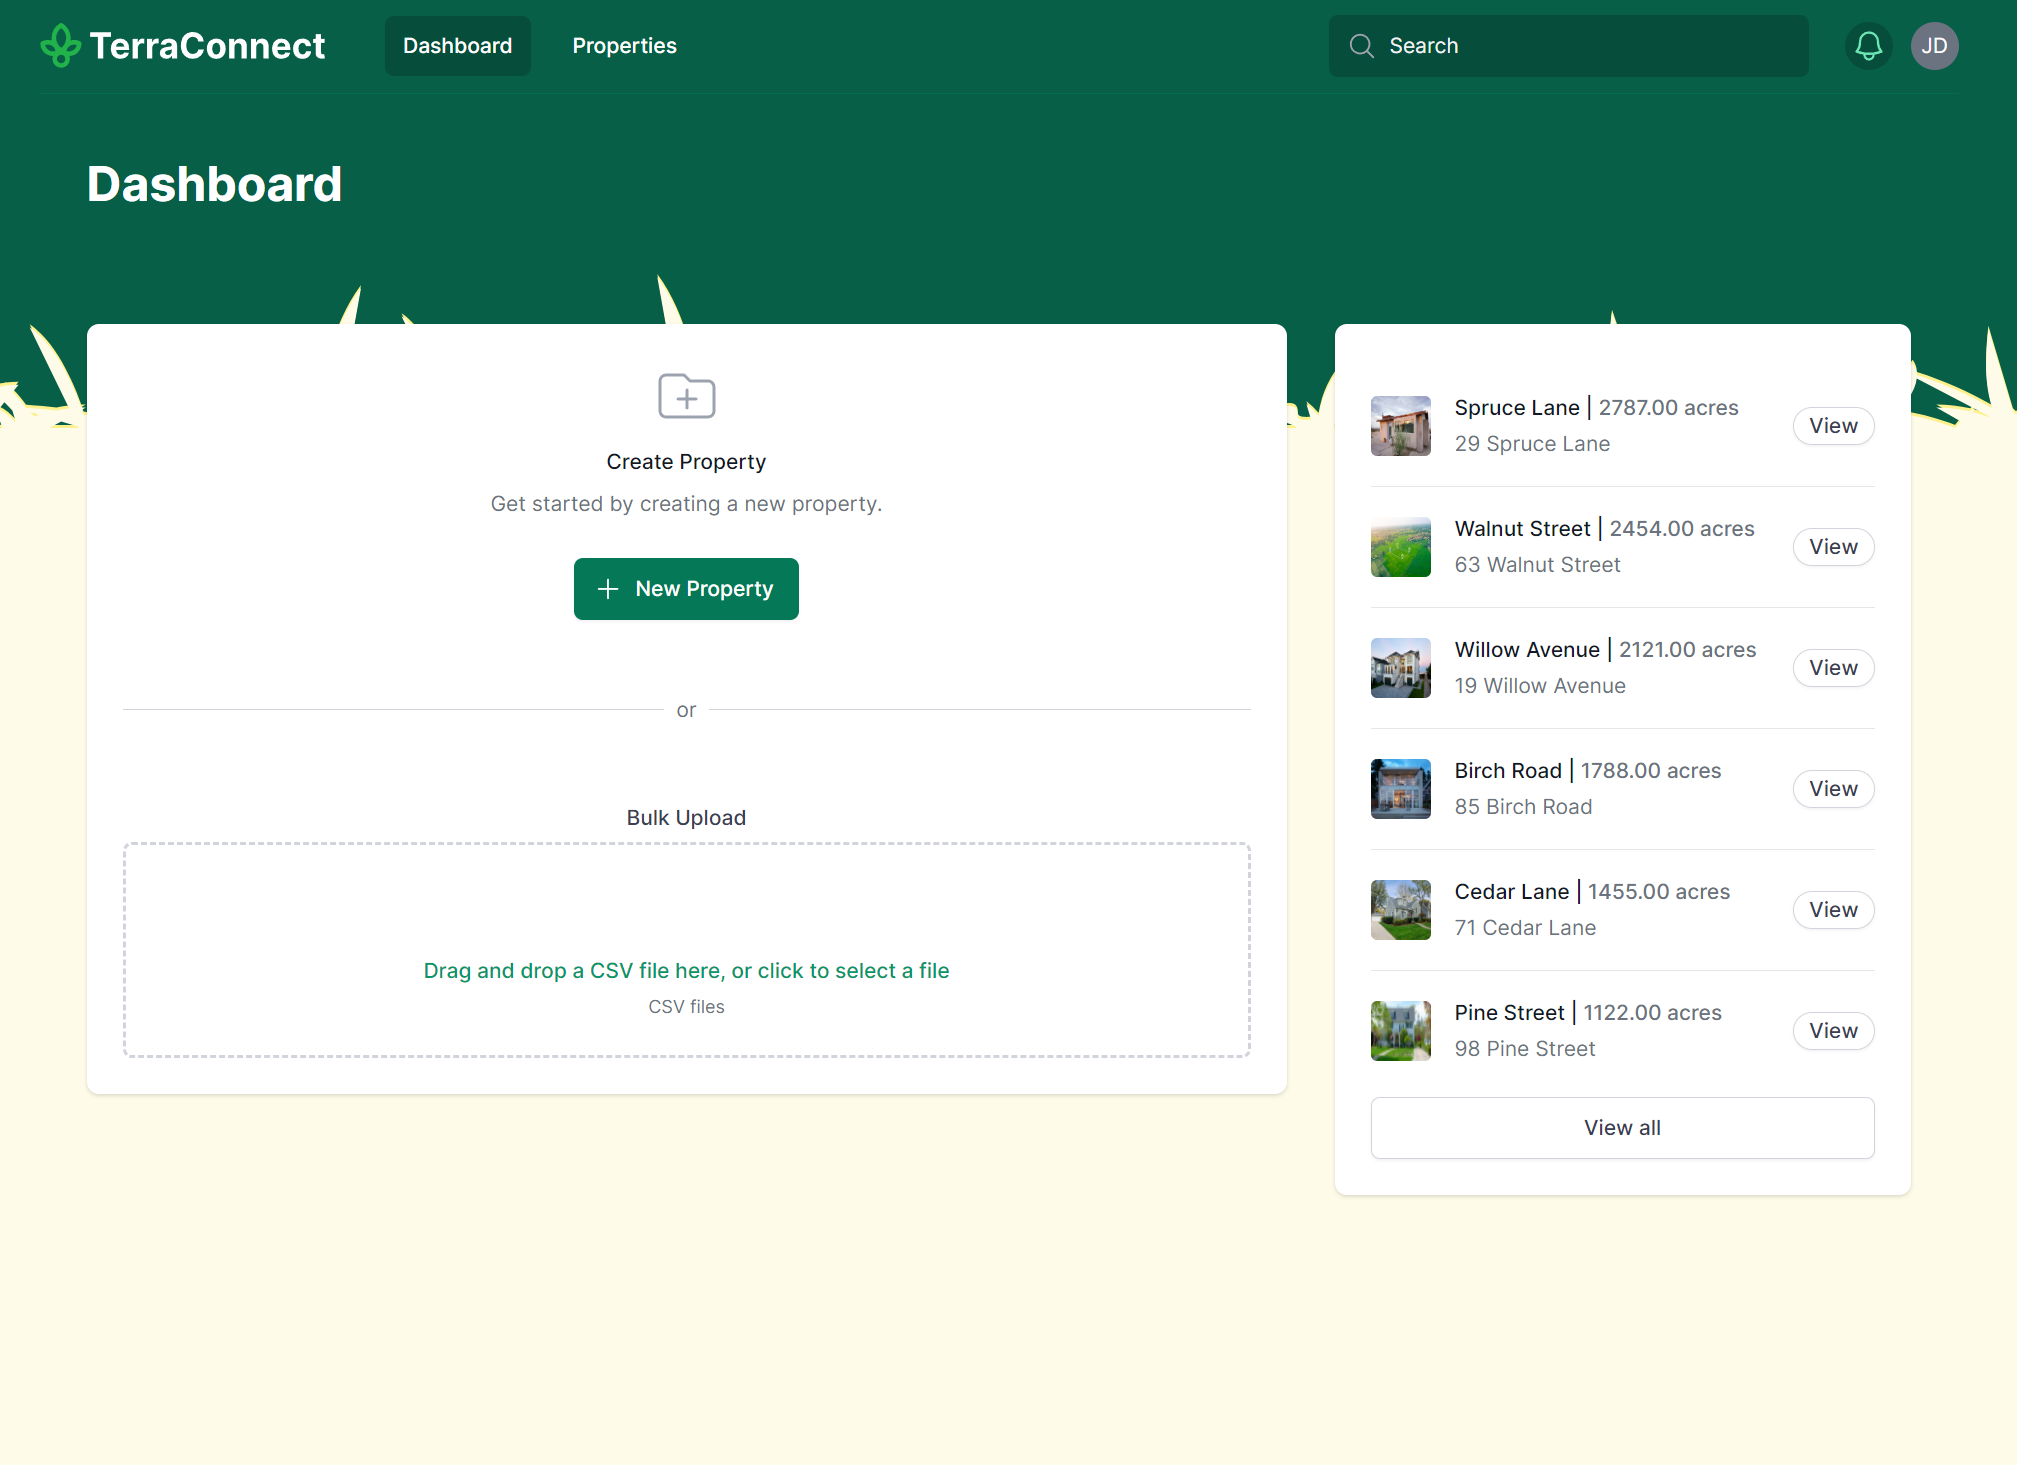 TerraConnect
Dashboard
Properties
Search
JD
Dashboard
Create Property
Get started by creating a new property.
New Property
or
Bulk Upload
Drag and drop a CSV file here, or click to select a file
CSV files
Spruce Lane | 2787.00 acres
29 Spruce Lane
View
Walnut Street | 2454.00 acres
63 Walnut Street
View
Willow Avenue | 2121.00 acres
19 Willow Avenue
View
Birch Road | 1788.00 acres
85 Birch Road
View
Cedar Lane | 1455.00 acres
71 Cedar Lane
View
Pine Street | 1122.00 acres
98 Pine Street
View
View all